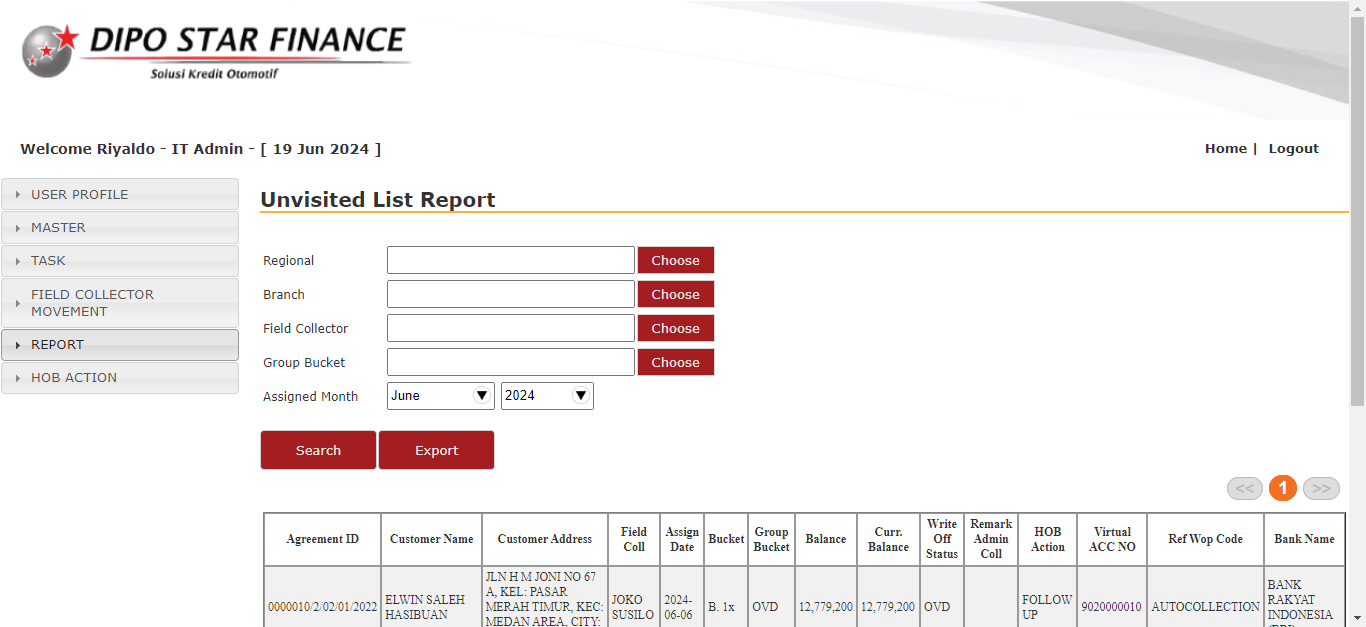 DIPO STAR FINANCE
Solusi Kredit Otomotif
Welcome Riyaldo - IT Admin - [ 19 Jun 2024 ]
Home | Logout
USER PROFILE
MASTER
TASK
FIELD COLLECTOR
MOVEMENT
REPORT
HOB ACTION
Unvisited List Report
Regional Choose
Branch Choose
Field Collector Choose
Group Bucket Choose
Assigned Month June 2024
Search Export
<< 1 >>
Agreement ID
Customer Name
Customer Address
Field
Coll
Assign
Date
Bucket
Group
Bucket
Balance
Curr.
Balance
Write
Off
Status
Remark
Admin
Coll
HOB
Action
Virtual
ACC NO
Ref Wop Code
Bank Name
0000010/2/02/01/2022
ELWIN SALEH
HASIBUAN
JLN H M JONI NO 67
A, KEL: PASAR
MERAH TIMUR, KEC:
MEDAN AREA, CITY:
JOKO
SUSILO
2024-
06-06
B. 1x
OVD
12,779,200
12,779,200
OVD
FOLLOW
UP
9020000010
AUTOCOLLECTION
BANK
RAKYAT
INDONESIA